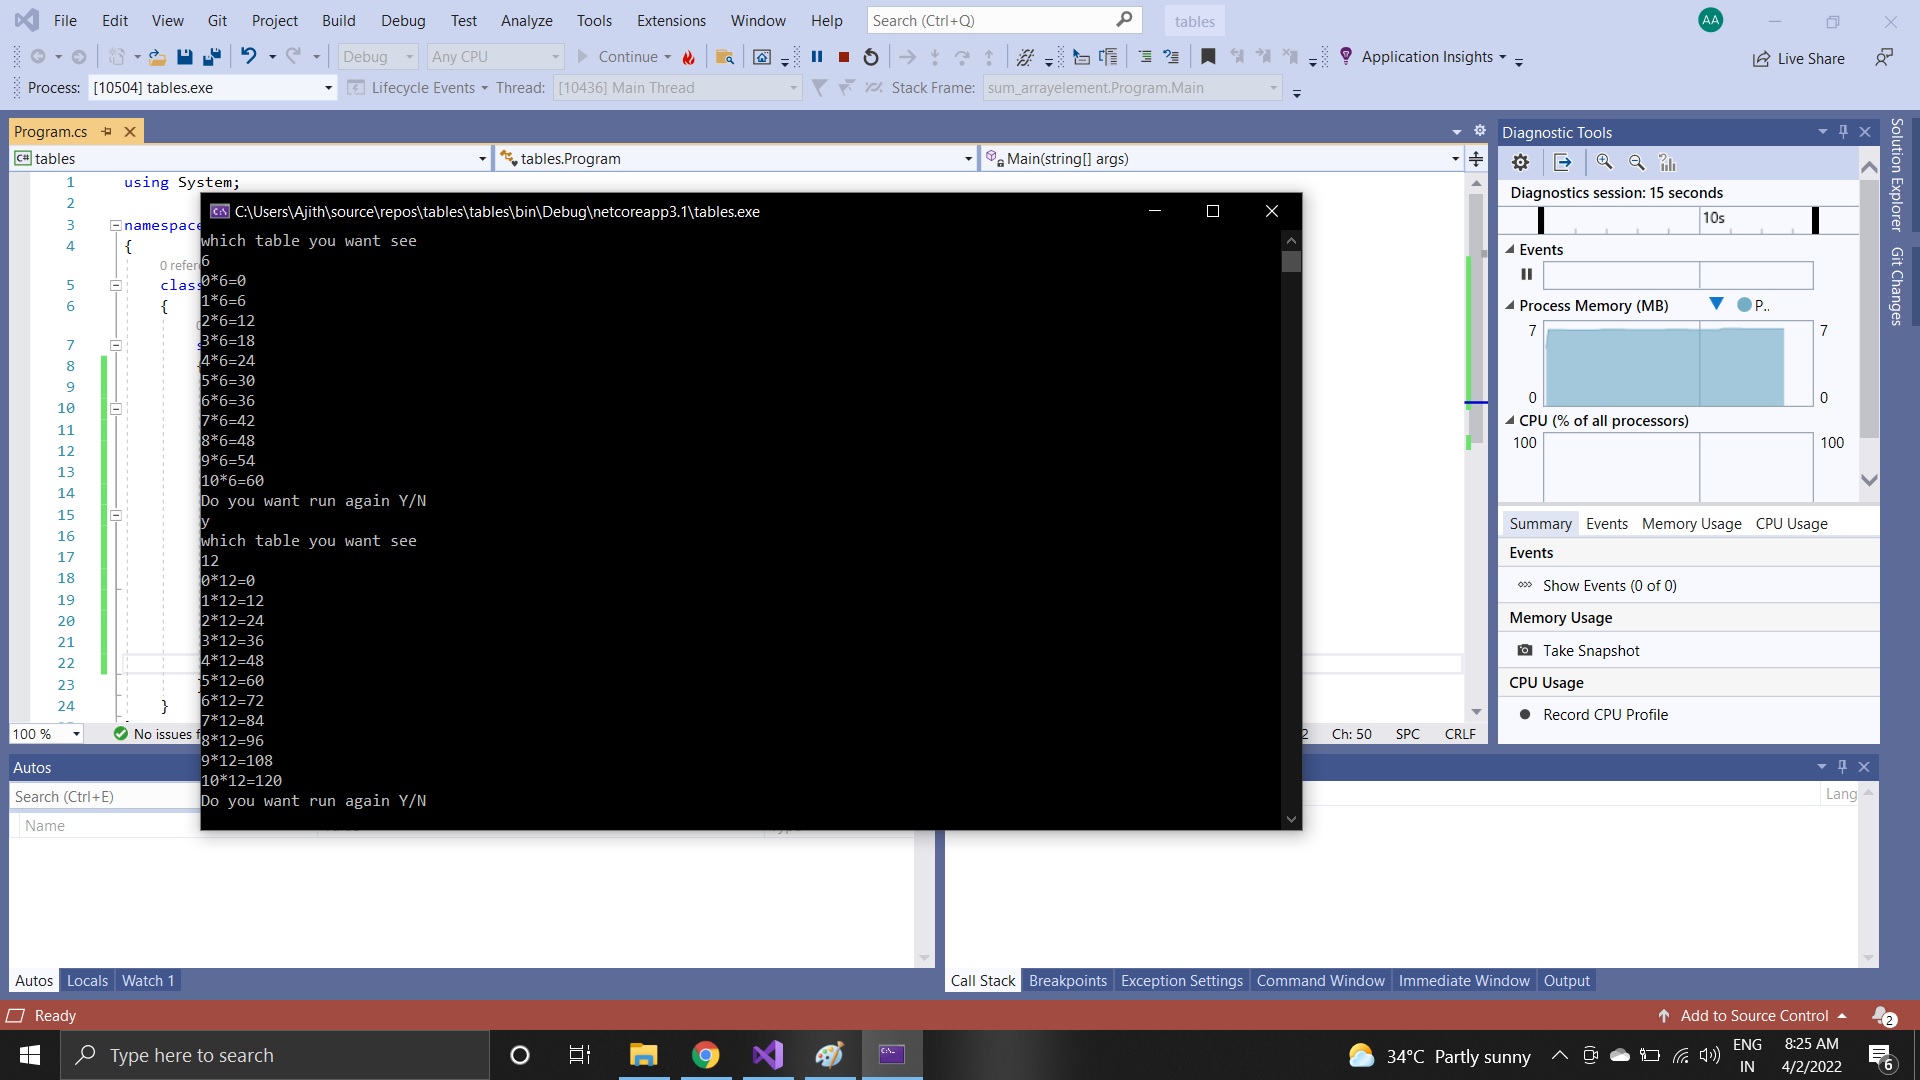 File Edit View Git Project Build Debug Test Analyze Tools Extensions Window Help Search (Ctrl+Q) tables AA
Debug Any CPU Continue Application Insights Live Share
Process: [10504] tables.exe Lifecycle Events Thread: [10436] Main Thread Stack Frame: sum_arrayelement.Program.Main
Program.cs
C# tables tables.Program Main(string[] args)
1 using System;
2
3 namespace
4 {
0 refer
5 class
6 {
7
8
9
10
11
12
13
14
15
16
17
18
19
20
21
22
23
24 }
C:\Users\Ajith\source\repos\tables\tables\bin\Debug\netcoreapp3.1\tables.exe
which table you want see
6
0*6=0
1*6=6
2*6=12
3*6=18
4*6=24
5*6=30
6*6=36
7*6=42
8*6=48
9*6=54
10*6=60
Do you want run again Y/N
y
which table you want see
12
0*12=0
1*12=12
2*12=24
3*12=36
4*12=48
5*12=60
6*12=72
7*12=84
8*12=96
9*12=108
10*12=120
Do you want run again Y/N
100 % No issues Ch: 50 SPC CRLF
Diagnostic Tools
Diagnostics session: 15 seconds
10s
Events
Process Memory (MB) P..
7 7
0 0
CPU (% of all processors)
100 100
Summary Events Memory Usage CPU Usage
Events
Show Events (0 of 0)
Memory Usage
Take Snapshot
CPU Usage
Record CPU Profile
Solution Explorer
Git Changes
Autos
Search (Ctrl+E)
Name
Lang
Autos Locals Watch 1
Call Stack Breakpoints Exception Settings Command Window Immediate Window Output
Ready Add to Source Control 2
Type here to search 34°C Partly sunny ENG IN 8:25 AM 4/2/2022 6